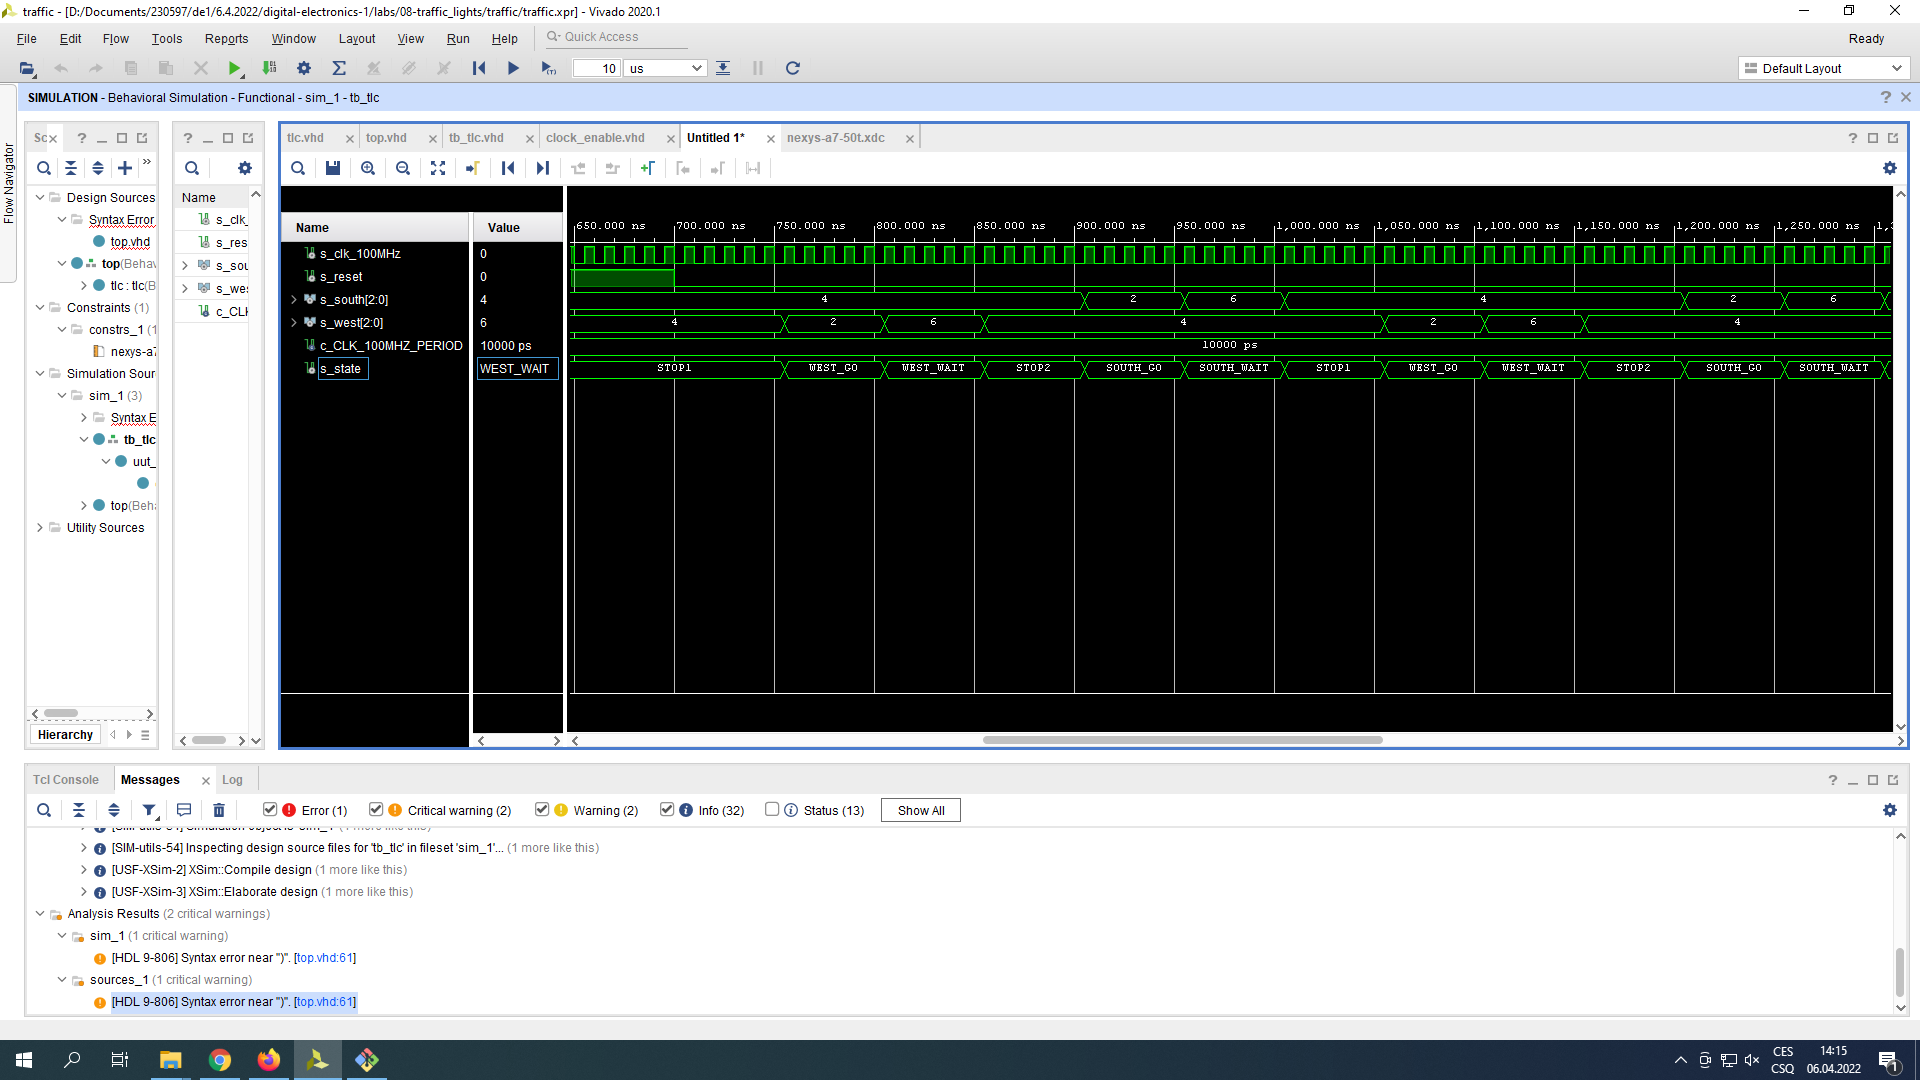 traffic - [D:/Documents/230597/de1/6.4.2022/digital-electronics-1/labs/08-traffic_lights/traffic/traffic.xpr] - Vivado 2020.1
File Edit Flow Tools Reports Window Layout View Run Help Quick Access Ready
10 us Default Layout
SIMULATION - Behavioral Simulation - Functional - sim_1 - tb_tlc
Flow Navigator
Sc
tlc.vhd top.vhd tb_tlc.vhd clock_enable.vhd Untitled 1* nexys-a7-50t.xdc
Design Sources
Syntax Error
top.vhd
top(Behav
tlc : tlc(B
Constraints (1)
constrs_1 (1
nexys-a7
Simulation Sour
sim_1 (3)
Syntax E
tb_tlc
uut_
top(Beha
Utility Sources
Hierarchy
Name
s_clk_
s_res
s_sou
s_wes
c_CLK
Name Value
s_clk_100MHz 0
s_reset 0
s_south[2:0] 4
s_west[2:0] 6
c_CLK_100MHZ_PERIOD 10000 ps
s_state WEST_WAIT
650.000 ns 700.000 ns 750.000 ns 800.000 ns 850.000 ns 900.000 ns 950.000 ns 1,000.000 ns 1,050.000 ns 1,100.000 ns 1,150.000 ns 1,200.000 ns 1,250.000 ns 1,3
4 2 6 4 2 6
4 2 6 4 2 6 4
10000 ps
STOP1 WEST_GO WEST_WAIT STOP2 SOUTH_GO SOUTH_WAIT STOP1 WEST_GO WEST_WAIT STOP2 SOUTH_GO SOUTH_WAIT
Tcl Console Messages Log
Error (1) Critical warning (2) Warning (2) Info (32) Status (13) Show All
[SIM-utils-54] Inspecting design source files for 'tb_tlc' in fileset 'sim_1'... (1 more like this)
[USF-XSim-2] XSim::Compile design (1 more like this)
[USF-XSim-3] XSim::Elaborate design (1 more like this)
Analysis Results (2 critical warnings)
sim_1 (1 critical warning)
[HDL 9-806] Syntax error near ")". [top.vhd:61]
sources_1 (1 critical warning)
[HDL 9-806] Syntax error near ")". [top.vhd:61]
CES 14:15
CSQ 06.04.2022 1